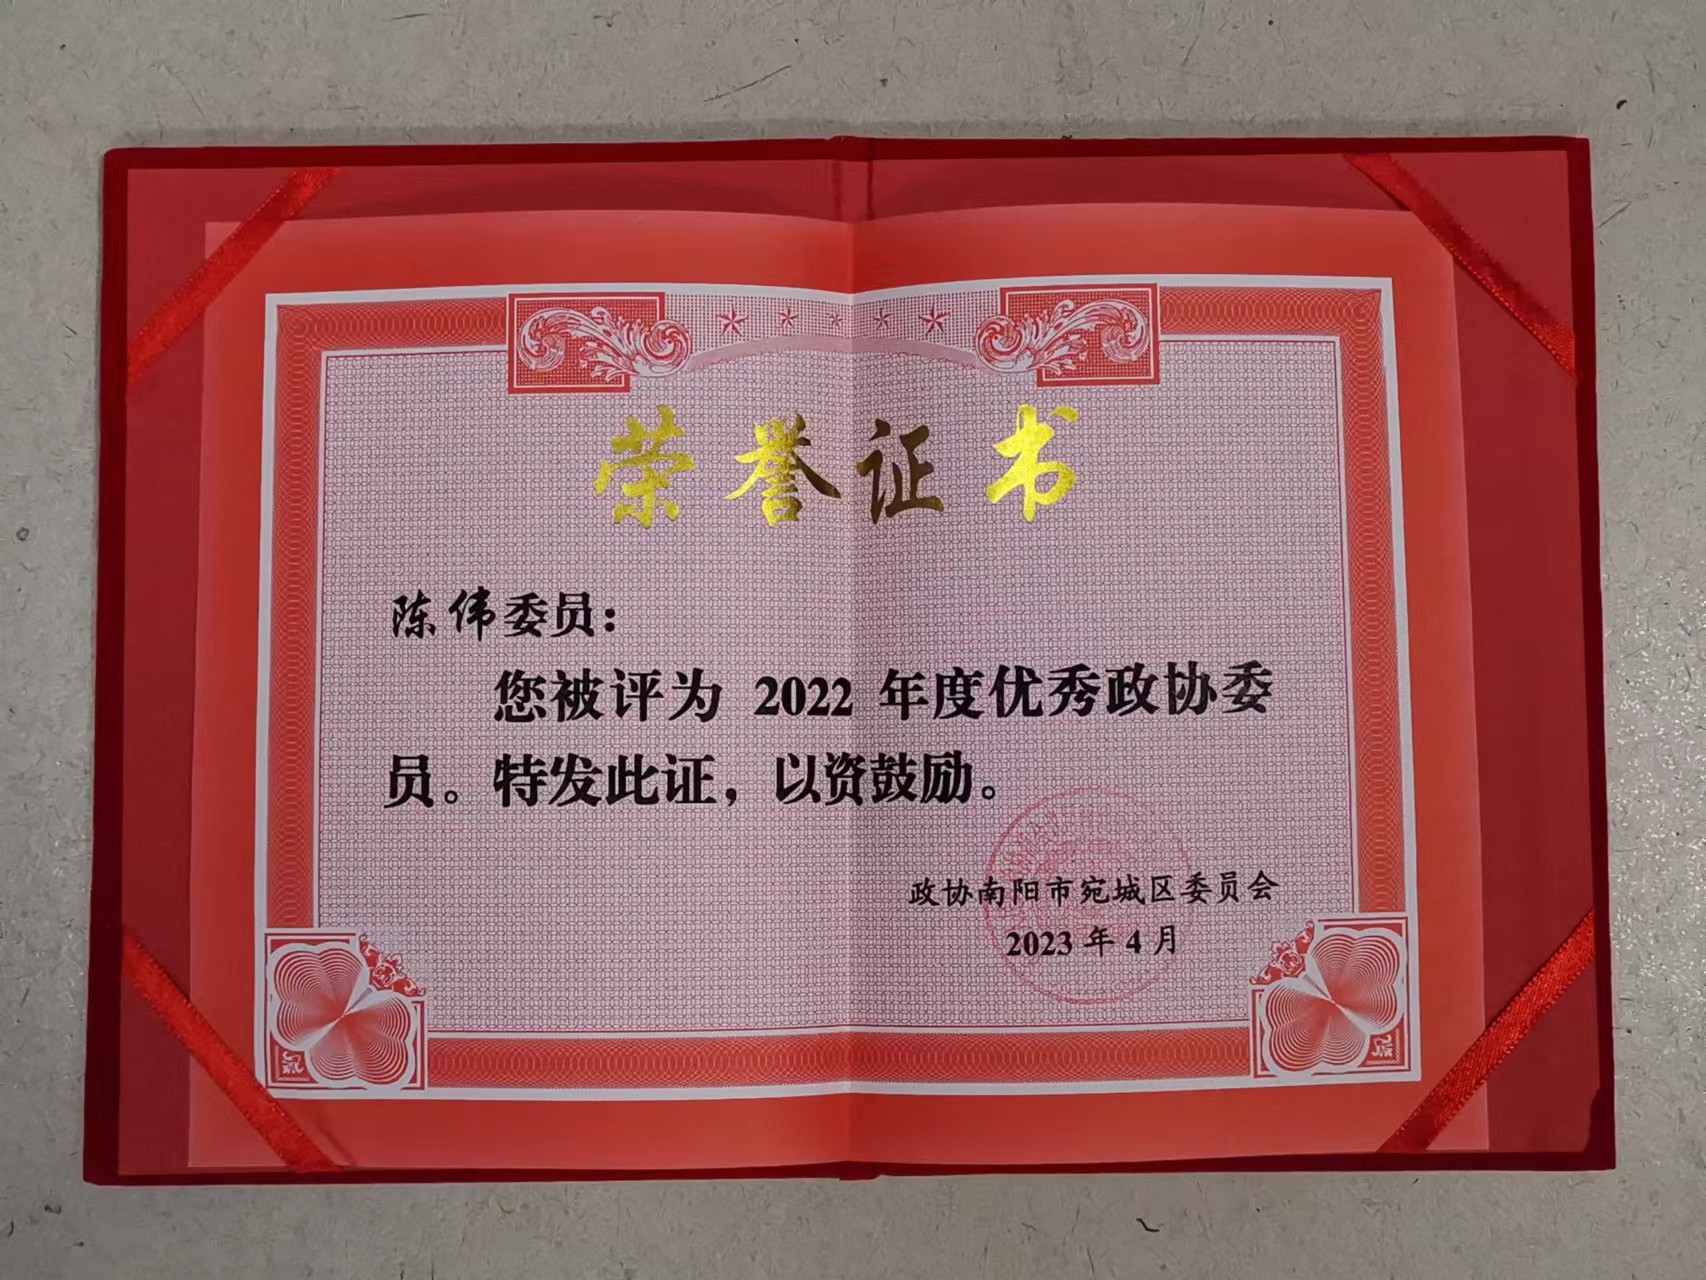 荣誉证书
陈伟委员：
您被评为 2022 年度优秀政协委
员。特发此证，以资鼓励。
政协南阳市宛城区委员会
2023 年 4 月